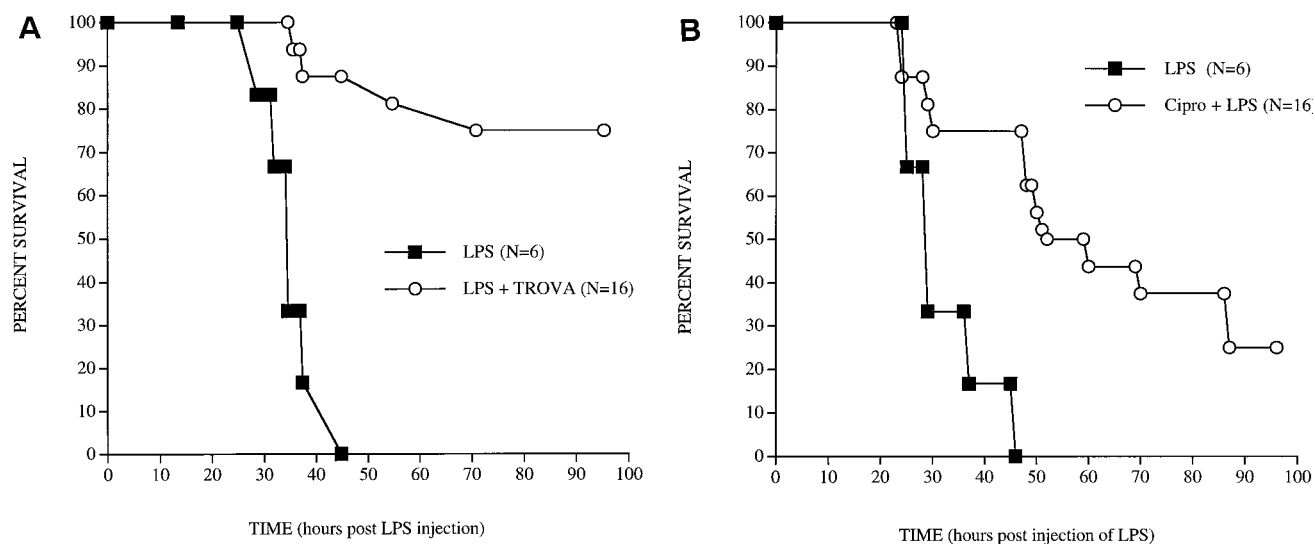 A
PERCENT SURVIVAL
100
90
80
70
60
50
40
30
20
10
0
0 10 20 30 40 50 60 70 80 90 100
LPS (N=6)
LPS + TROVA (N=16)
TIME (hours post LPS injection)
B
PERCENT SURVIVAL
100
90
80
70
60
50
40
30
20
10
0
0 10 20 30 40 50 60 70 80 90 100
LPS (N=6)
Cipro + LPS (N=16)
TIME (hours post injection of LPS)